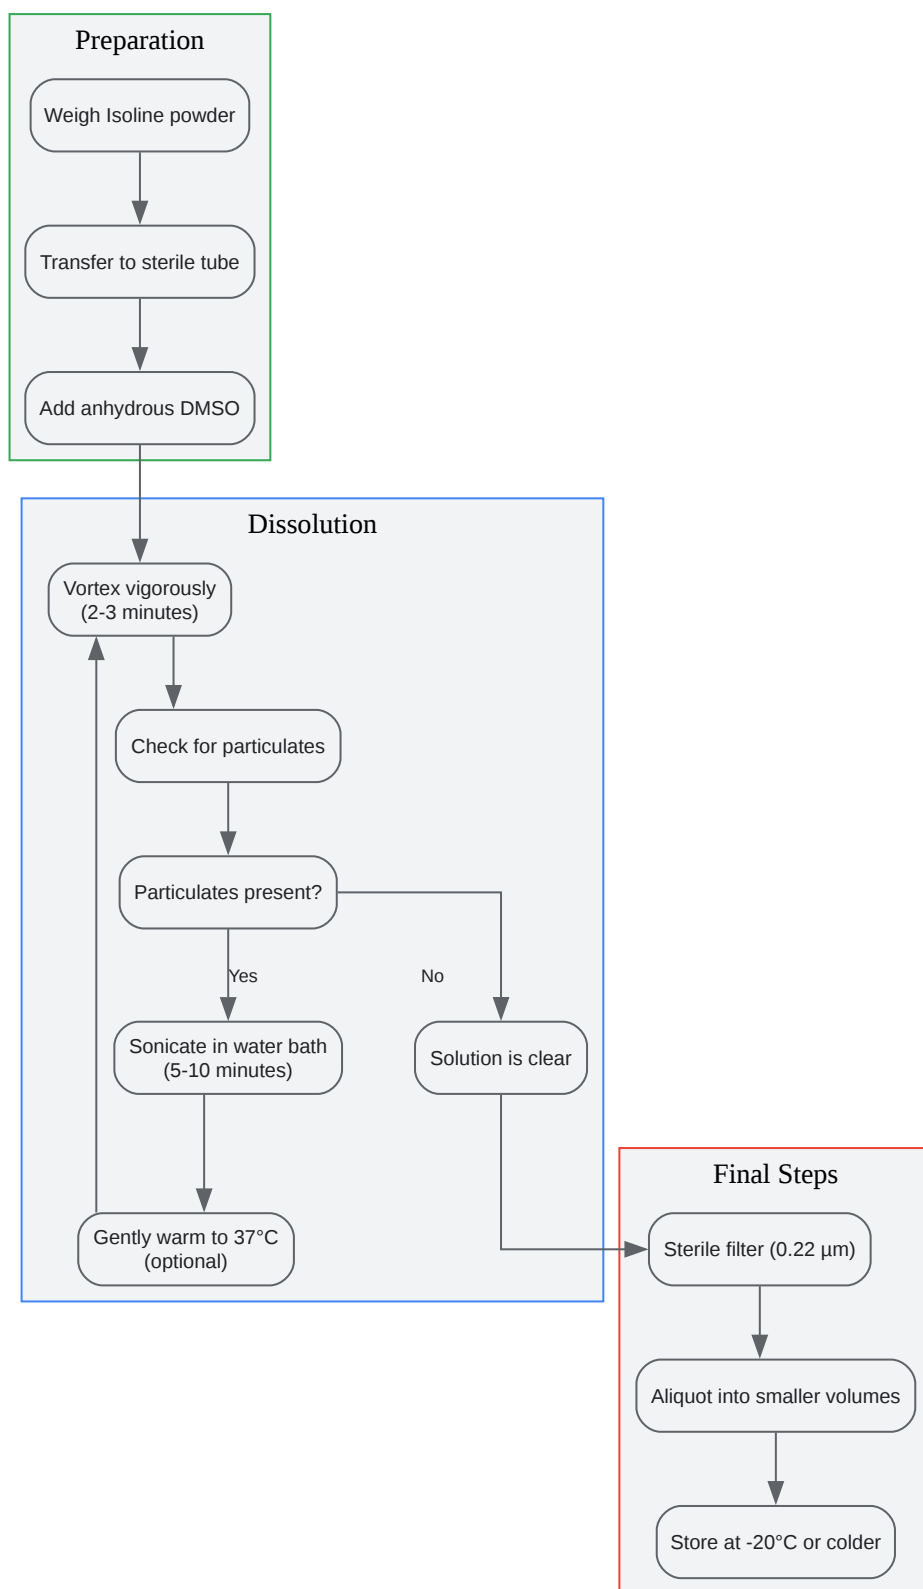 Preparation
Weigh Isoline powder
Transfer to sterile tube
Add anhydrous DMSO
Dissolution
Vortex vigorously
(2-3 minutes)
Check for particulates
Particulates present?
Yes
No
Sonicate in water bath
(5-10 minutes)
Solution is clear
Gently warm to 37°C
(optional)
Final Steps
Sterile filter (0.22 µm)
Aliquot into smaller volumes
Store at -20°C or colder